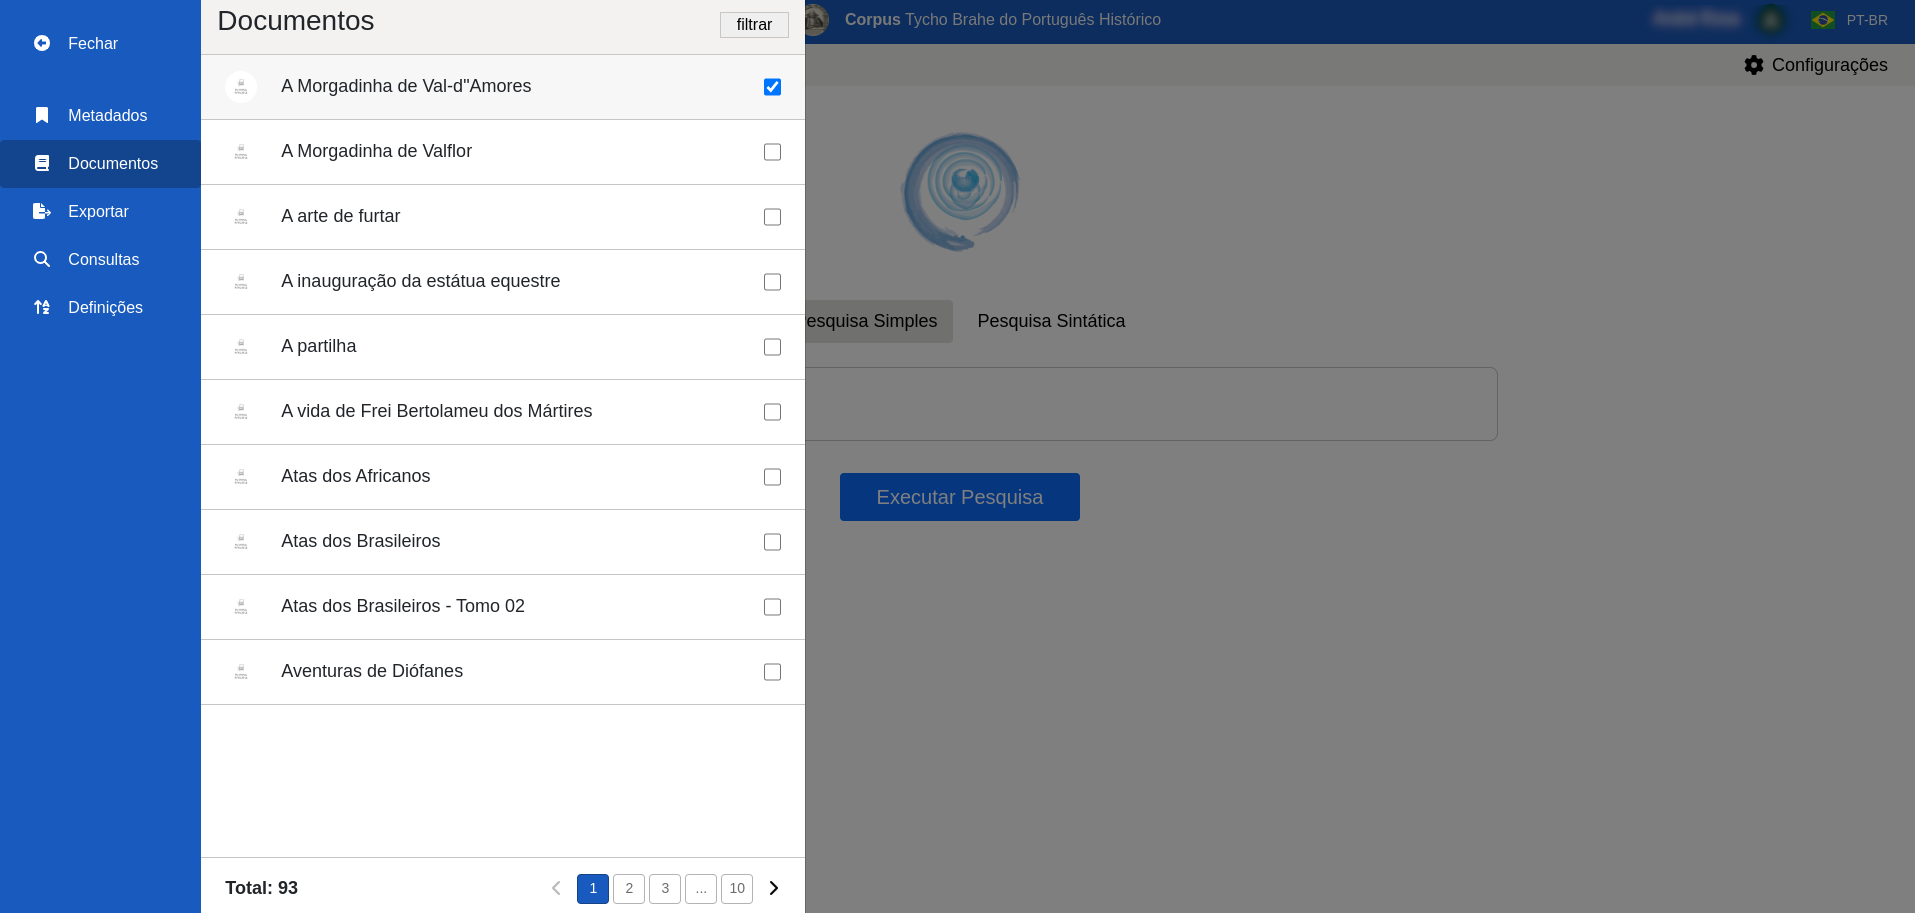 Fechar
Metadados
Documentos
Exportar
Consultas
Definições
Documentos
filtrar
A Morgadinha de Val-d"Amores
A Morgadinha de Valflor
A arte de furtar
A inauguração da estátua equestre
A partilha
A vida de Frei Bertolameu dos Mártires
Atas dos Africanos
Atas dos Brasileiros
Atas dos Brasileiros - Tomo 02
Aventuras de Diófanes
Total: 93
1 2 3 ... 10
Corpus Tycho Brahe do Português Histórico
PT-BR
Configurações
esquisa Simples
Pesquisa Sintática
Executar Pesquisa